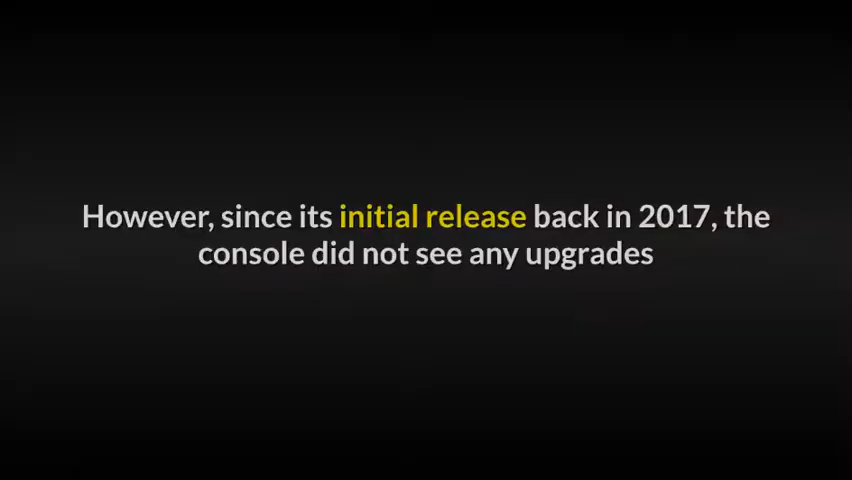 However, since its initial release back in 2017, the
console did not see any upgrades